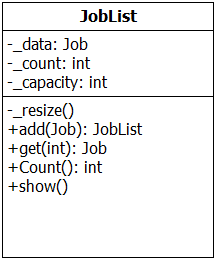 JobList
-_data: Job
-_count: int
-_capacity: int
-_resize()
+add(Job): JobList
+get(int): Job
+Count(): int
+show()